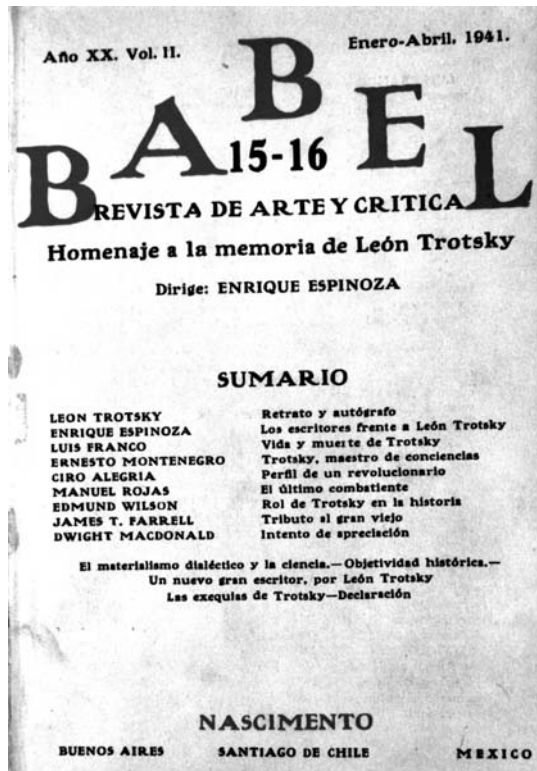 Año XX. Vol. II. Enero-Abril, 1941.
BABEL
15-16
REVISTA DE ARTE Y CRITICA
Homenaje a la memoria de León Trotsky
Dirige: ENRIQUE ESPINOZA
SUMARIO
LEON TROTSKY Retrato y autógrafo
ENRIQUE ESPINOZA Los escritores frente a León Trotsky
LUIS FRANCO Vida y muerte de Trotsky
ERNESTO MONTENEGRO Trotsky, maestro de conciencias
CIRO ALEGRIA Perfil de un revolucionario
MANUEL ROJAS El último combatiente
EDMUND WILSON Rol de Trotsky en la historia
JAMES T. FARRELL Tributo al gran viejo
DWIGHT MACDONALD Intento de apreciación
El materialismo dialéctico y la ciencia.—Objetividad histórica.—
Un nuevo gran escritor, por León Trotsky
Las exequias de Trotsky—Declaración
NASCIMENTO
BUENOS AIRES SANTIAGO DE CHILE MEXICO